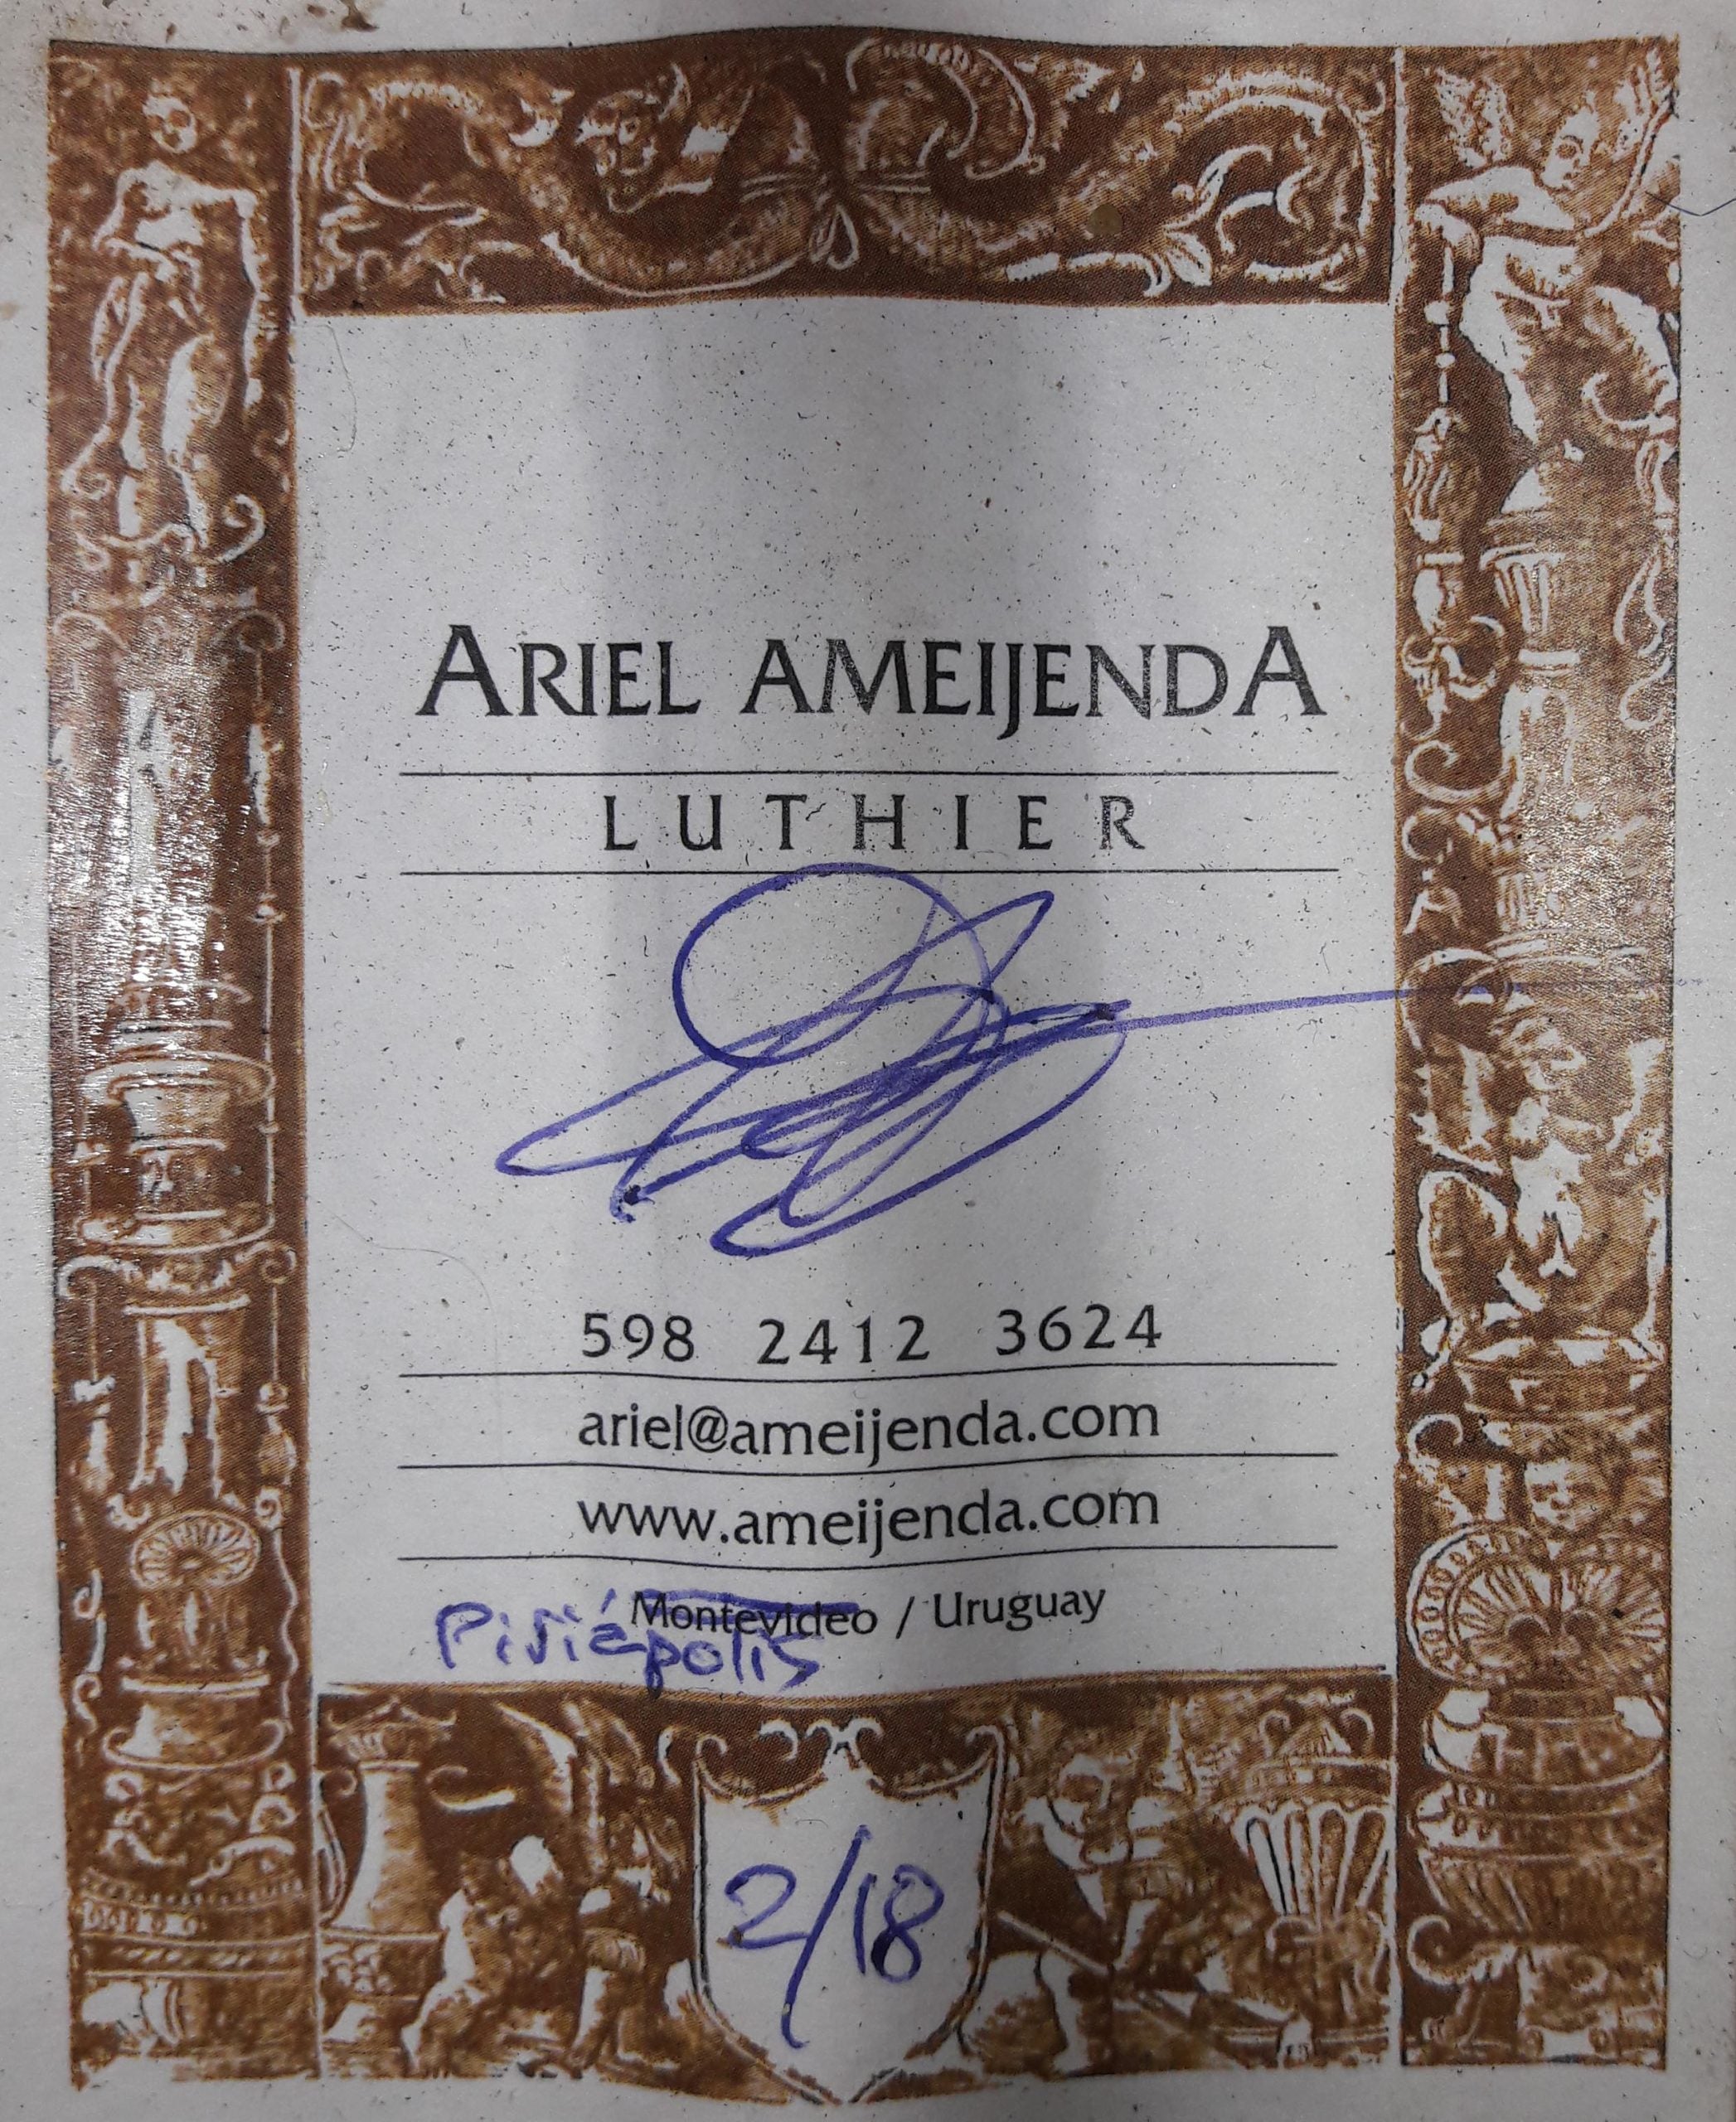 ARIEL AMEIJENDA
LUTHIER
598 2412 3624
ariel@ameijenda.com
www.ameijenda.com
Montevideo / Uruguay
Piriápolis
2/18